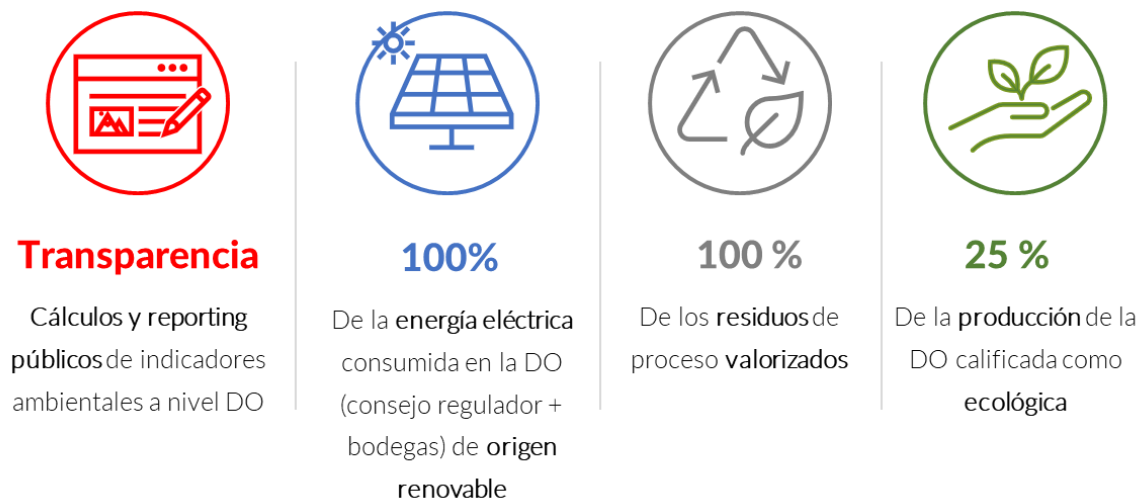 Transparencia
Cálculos y reporting
públicos de indicadores
ambientales a nivel DO
100%
De la energía eléctrica
consumida en la DO
(consejo regulador +
bodegas) de origen
renovable
100 %
De los residuos de
proceso valorizados
25 %
De la producción de la
DO calificada como
ecológica